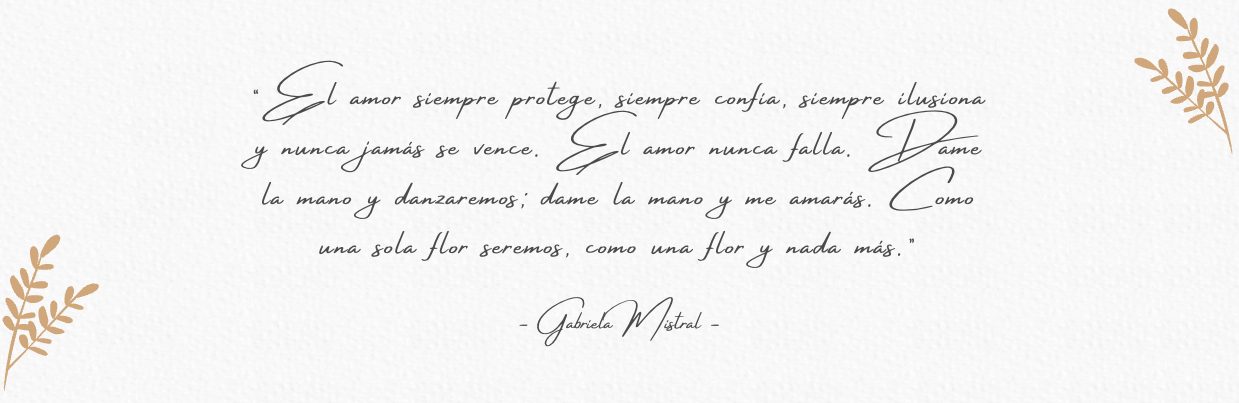 “El amor siempre protege, siempre confía, siempre ilusiona
y nunca jamás se vence. El amor nunca falla. Dame
la mano y danzaremos; dame la mano y me amarás. Como
una sola flor seremos, como una flor y nada más.”
- Gabriela Mistral -